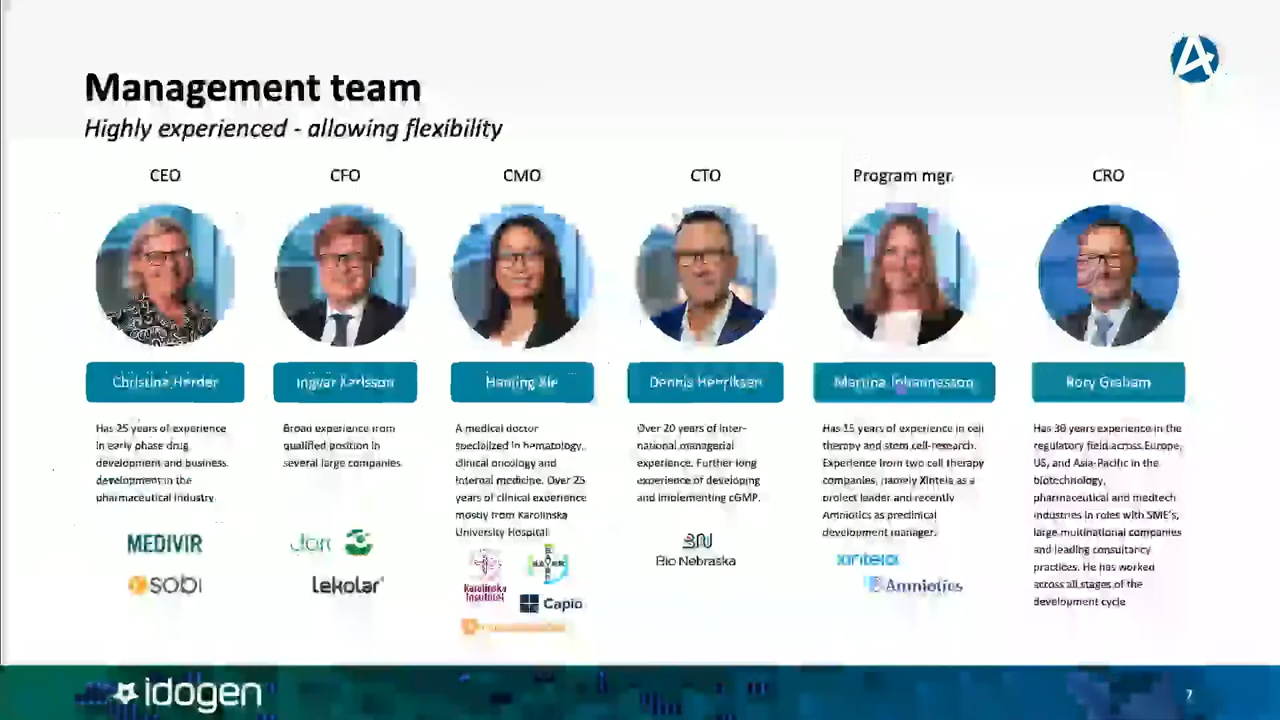 Management team
Highly experienced - allowing flexibility
CEO
CFO
CMO
CTO
Program mgr.
CRO
Christina Herder
Ingvar Karlsson
Hanjing Xie
Dennis Henriksen
Martina Johannesson
Rory Graham
Has 25 years of experience
in early phase drug
development and business
development in the
pharmaceutical industry
MEDIVIR
sobi
Broad experience from
qualified position in
several large companies
Lekolar
A medical doctor
specialized in hematology,
clinical oncology and
internal medicine. Over 25
years of clinical experience
mostly from Karolinska
University Hospital
Karolinska
Institutet
BAYER
Capio
Over 20 years of inter-
national managerial
experience. Further long
experience of developing
and implementing cGMP.
Bio Nebraska
Has 15 years of experience in cell
therapy and stem cell-research.
Experience from two cell therapy
companies, namely Xintela as a
project leader and recently
Amniotics as preclinical
development manager.
xintela
Amniotics
Has 30 years experience in the
regulatory field across Europe,
US, and Asia-Pacific in the
biotechnology,
pharmaceutical and medtech
industries in roles with SME's,
large multinational companies
and leading consultancy
practices. He has worked
across all stages of the
development cycle
idogen
7